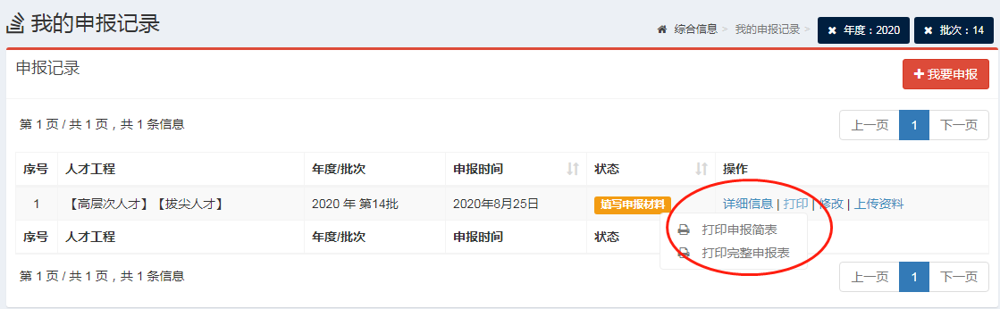 我的申报记录
综合信息 > 我的申报记录 > ✖ 年度：2020 ✖ 批次：14
申报记录
+ 我要申报
第 1 页 / 共 1 页，共 1 条信息
上一页 1 下一页
序号 人才工程 年度/批次 申报时间 状态 操作
1 【高层次人才】【拔尖人才】 2020 年 第14批 2020年8月25日 填写申报材料 详细信息 | 打印 | 修改 | 上传资料
打印申报简表
序号 人才工程 年度/批次 申报时间 状态
打印完整申报表
第 1 页 / 共 1 页，共 1 条信息
上一页 1 下一页